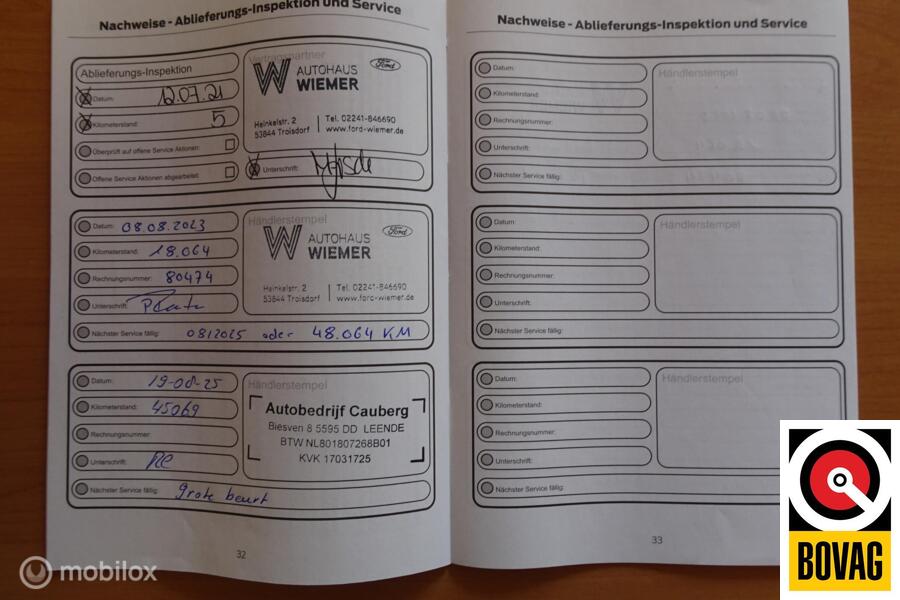 Nachweise - Ablieferungs-Inspektion und Service
Ablieferungs-Inspektion
Datum: 12.07.21
Kilometerstand: 5
Überprüft auf offene Service Aktionen:
Offene Service Aktionen abgearbeitet:
Vertragspartner
AUTOHAUS
WIEMER
Ford
Heinkelstr. 2
53844 Troisdorf
Tel. 02241-846690
www.ford-wiemer.de
Unterschrift:
Datum: 08.08.2023
Kilometerstand: 18.064
Rechnungsnummer: 80474
Unterschrift:
Händlerstempel
AUTOHAUS
WIEMER
Ford
Heinkelstr. 2
53844 Troisdorf
Tel. 02241-846690
www.ford-wiemer.de
Nächster Service fällig: 08/2025 oder 48.064 KM
Datum: 19-08-25
Kilometerstand: 45069
Rechnungsnummer:
Unterschrift:
Händlerstempel
Autobedrijf Cauberg
Biesven 8 5595 DD LEENDE
BTW NL801807268B01
KVK 17031725
Nächster Service fällig: grote beurt
32
Nachweise - Ablieferungs-Inspektion und Service
Datum:
Kilometerstand:
Rechnungsnummer:
Unterschrift:
Händlerstempel
Nächster Service fällig:
Datum:
Kilometerstand:
Rechnungsnummer:
Unterschrift:
Händlerstempel
Nächster Service fällig:
Datum:
Kilometerstand:
Rechnungsnummer:
Unterschrift:
Händlerstempel
Nächster Service fällig:
33
BOVAG
mobilox